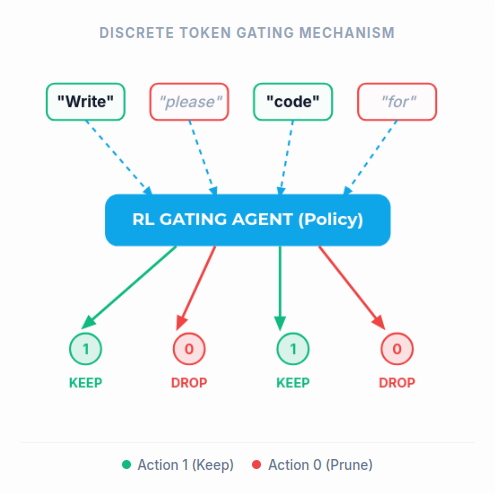 DISCRETE TOKEN GATING MECHANISM
"Write" "please" "code" "for"
RL GATING AGENT (Policy)
1 0 1 0
KEEP DROP KEEP DROP
Action 1 (Keep) Action 0 (Prune)